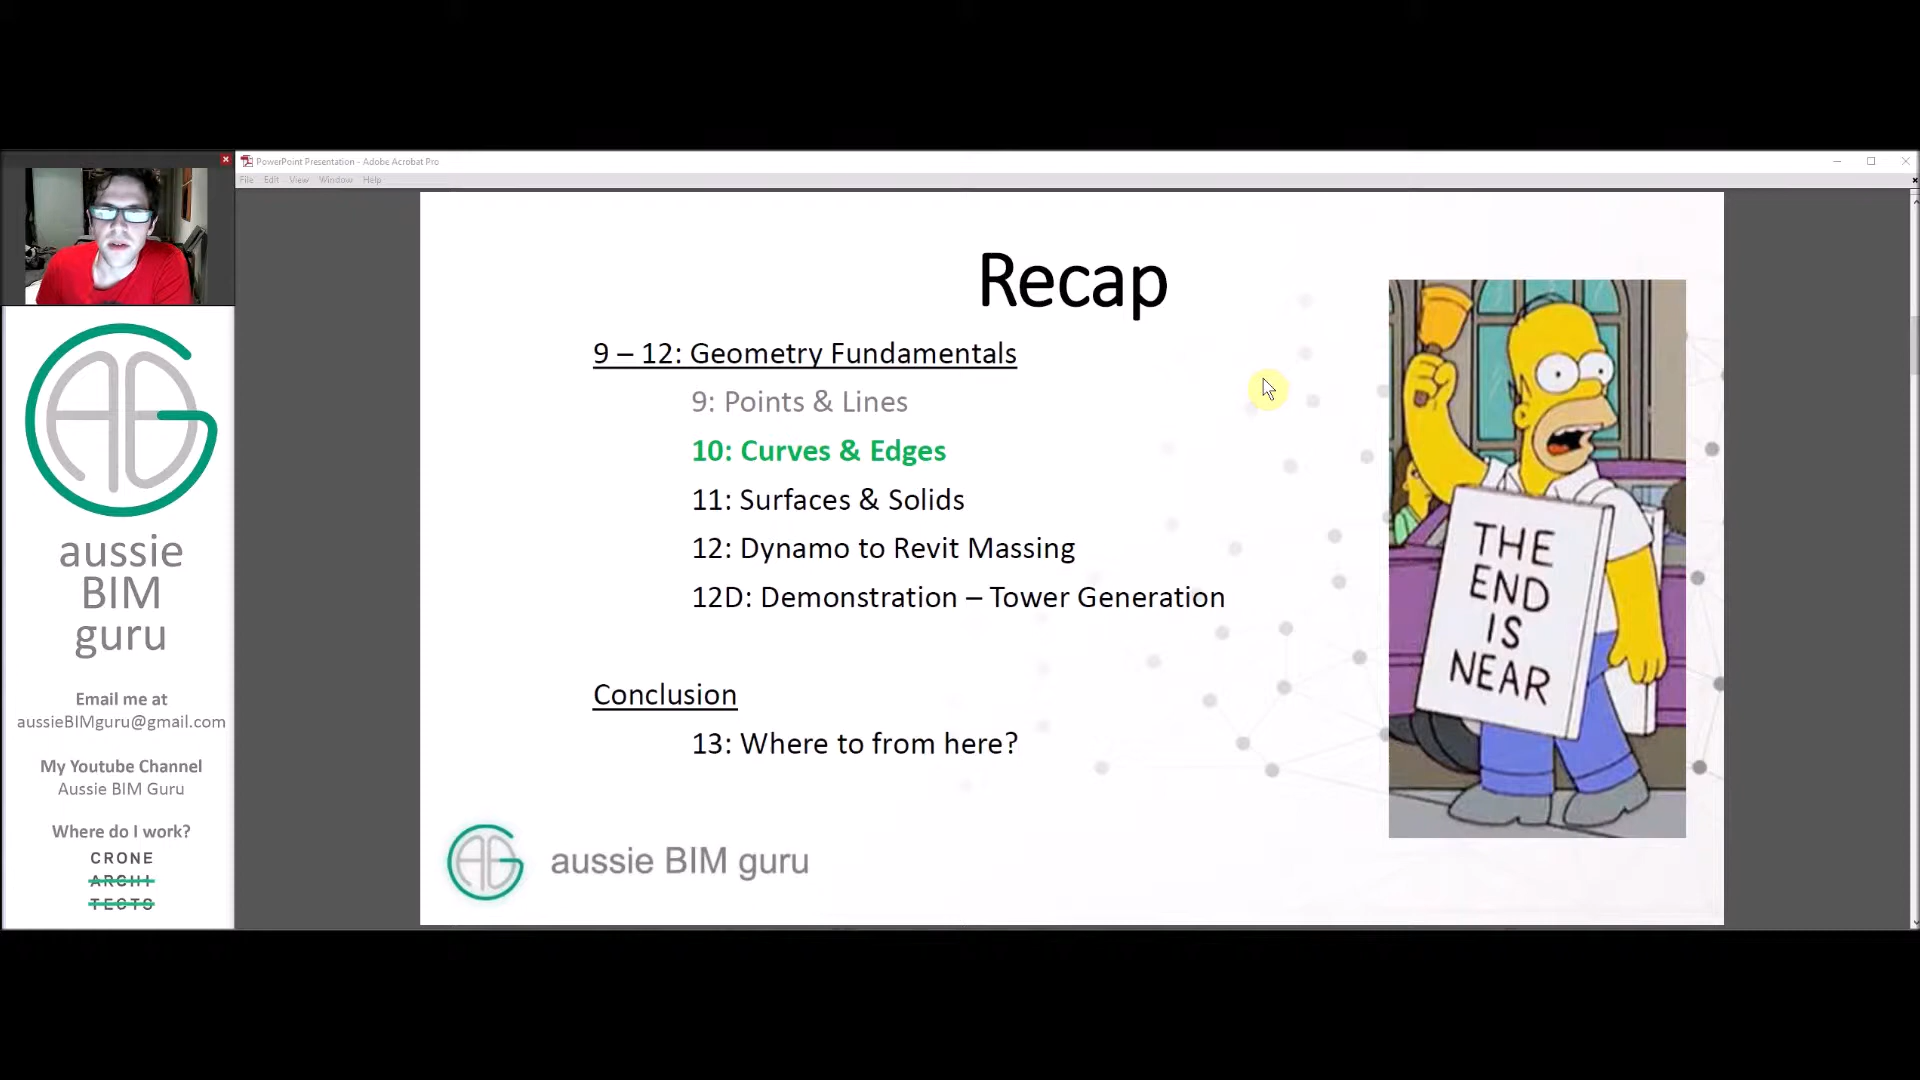 PowerPoint Presentation - Adobe Acrobat Pro
File Edit View Window Help
Recap
9 – 12: Geometry Fundamentals
9: Points & Lines
10: Curves & Edges
11: Surfaces & Solids
12: Dynamo to Revit Massing
12D: Demonstration – Tower Generation
Conclusion
13: Where to from here?
THE
END
IS
NEAR
AG aussie BIM guru
AG
aussie
BIM
guru
Email me at
aussieBIMguru@gmail.com
My Youtube Channel
Aussie BIM Guru
Where do I work?
CRONE
ARCHI
TECTS